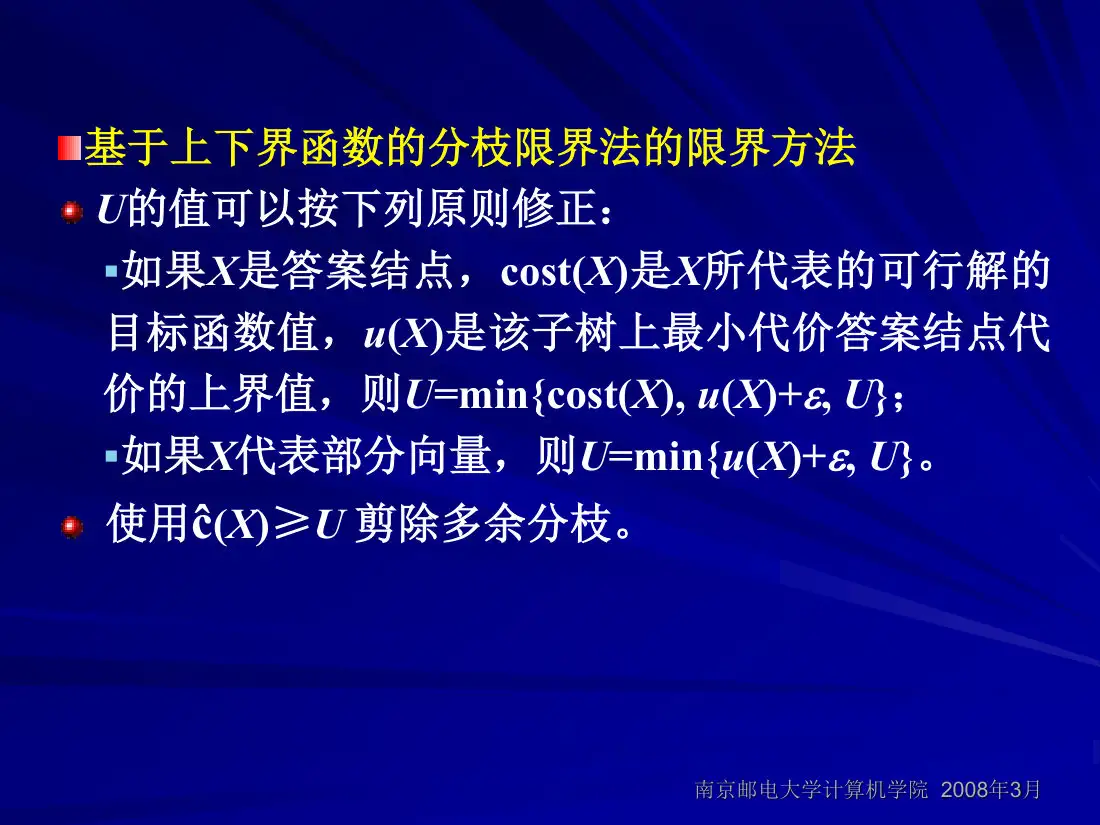 基于上下界函数的分枝限界法的限界方法
U的值可以按下列原则修正：
如果X是答案结点，cost(X)是X所代表的可行解的
目标函数值，u(X)是该子树上最小代价答案结点代
价的上界值，则U=min{cost(X), u(X)+ε, U}；
如果X代表部分向量，则U=min{u(X)+ε, U}。
使用ĉ(X)≥U 剪除多余分枝。
南京邮电大学计算机学院 2008年3月